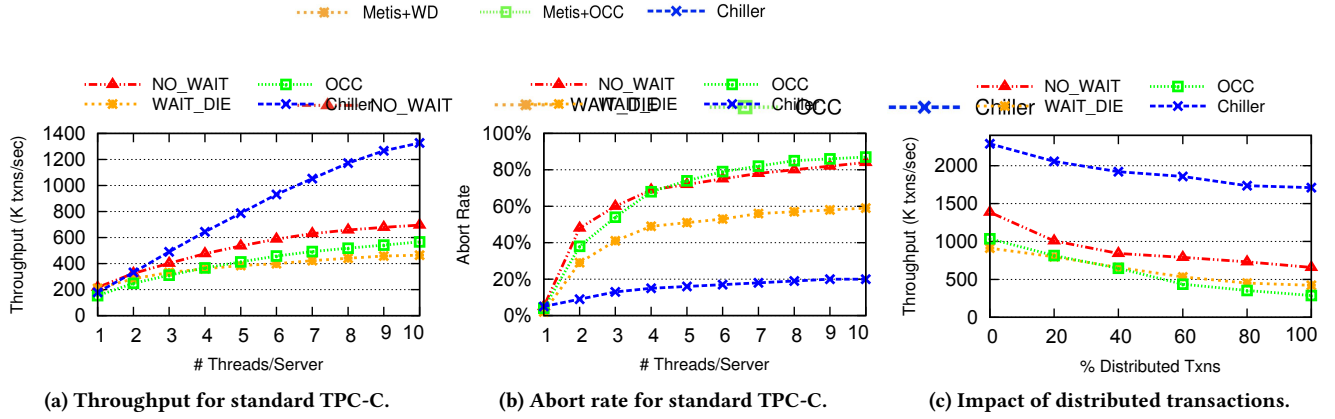 Metis+WD Metis+OCC Chiller
NO_WAIT OCC
WAIT_DIE Chiller
NO_WAIT WAIT_DIE OCC Chiller
NO_WAIT OCC
WAIT_DIE Chiller
NO_WAIT OCC
WAIT_DIE Chiller
Throughput (K txns/sec)
1400
1200
1000
800
600
400
200
0
1 2 3 4 5 6 7 8 9 10
# Threads/Server
(a) Throughput for standard TPC-C.
Abort Rate
100%
80%
60%
40%
20%
0%
1 2 3 4 5 6 7 8 9 10
# Threads/Server
(b) Abort rate for standard TPC-C.
Throughput (K txns/sec)
2000
1500
1000
500
0
0 20 40 60 80 100
% Distributed Txns
(c) Impact of distributed transactions.